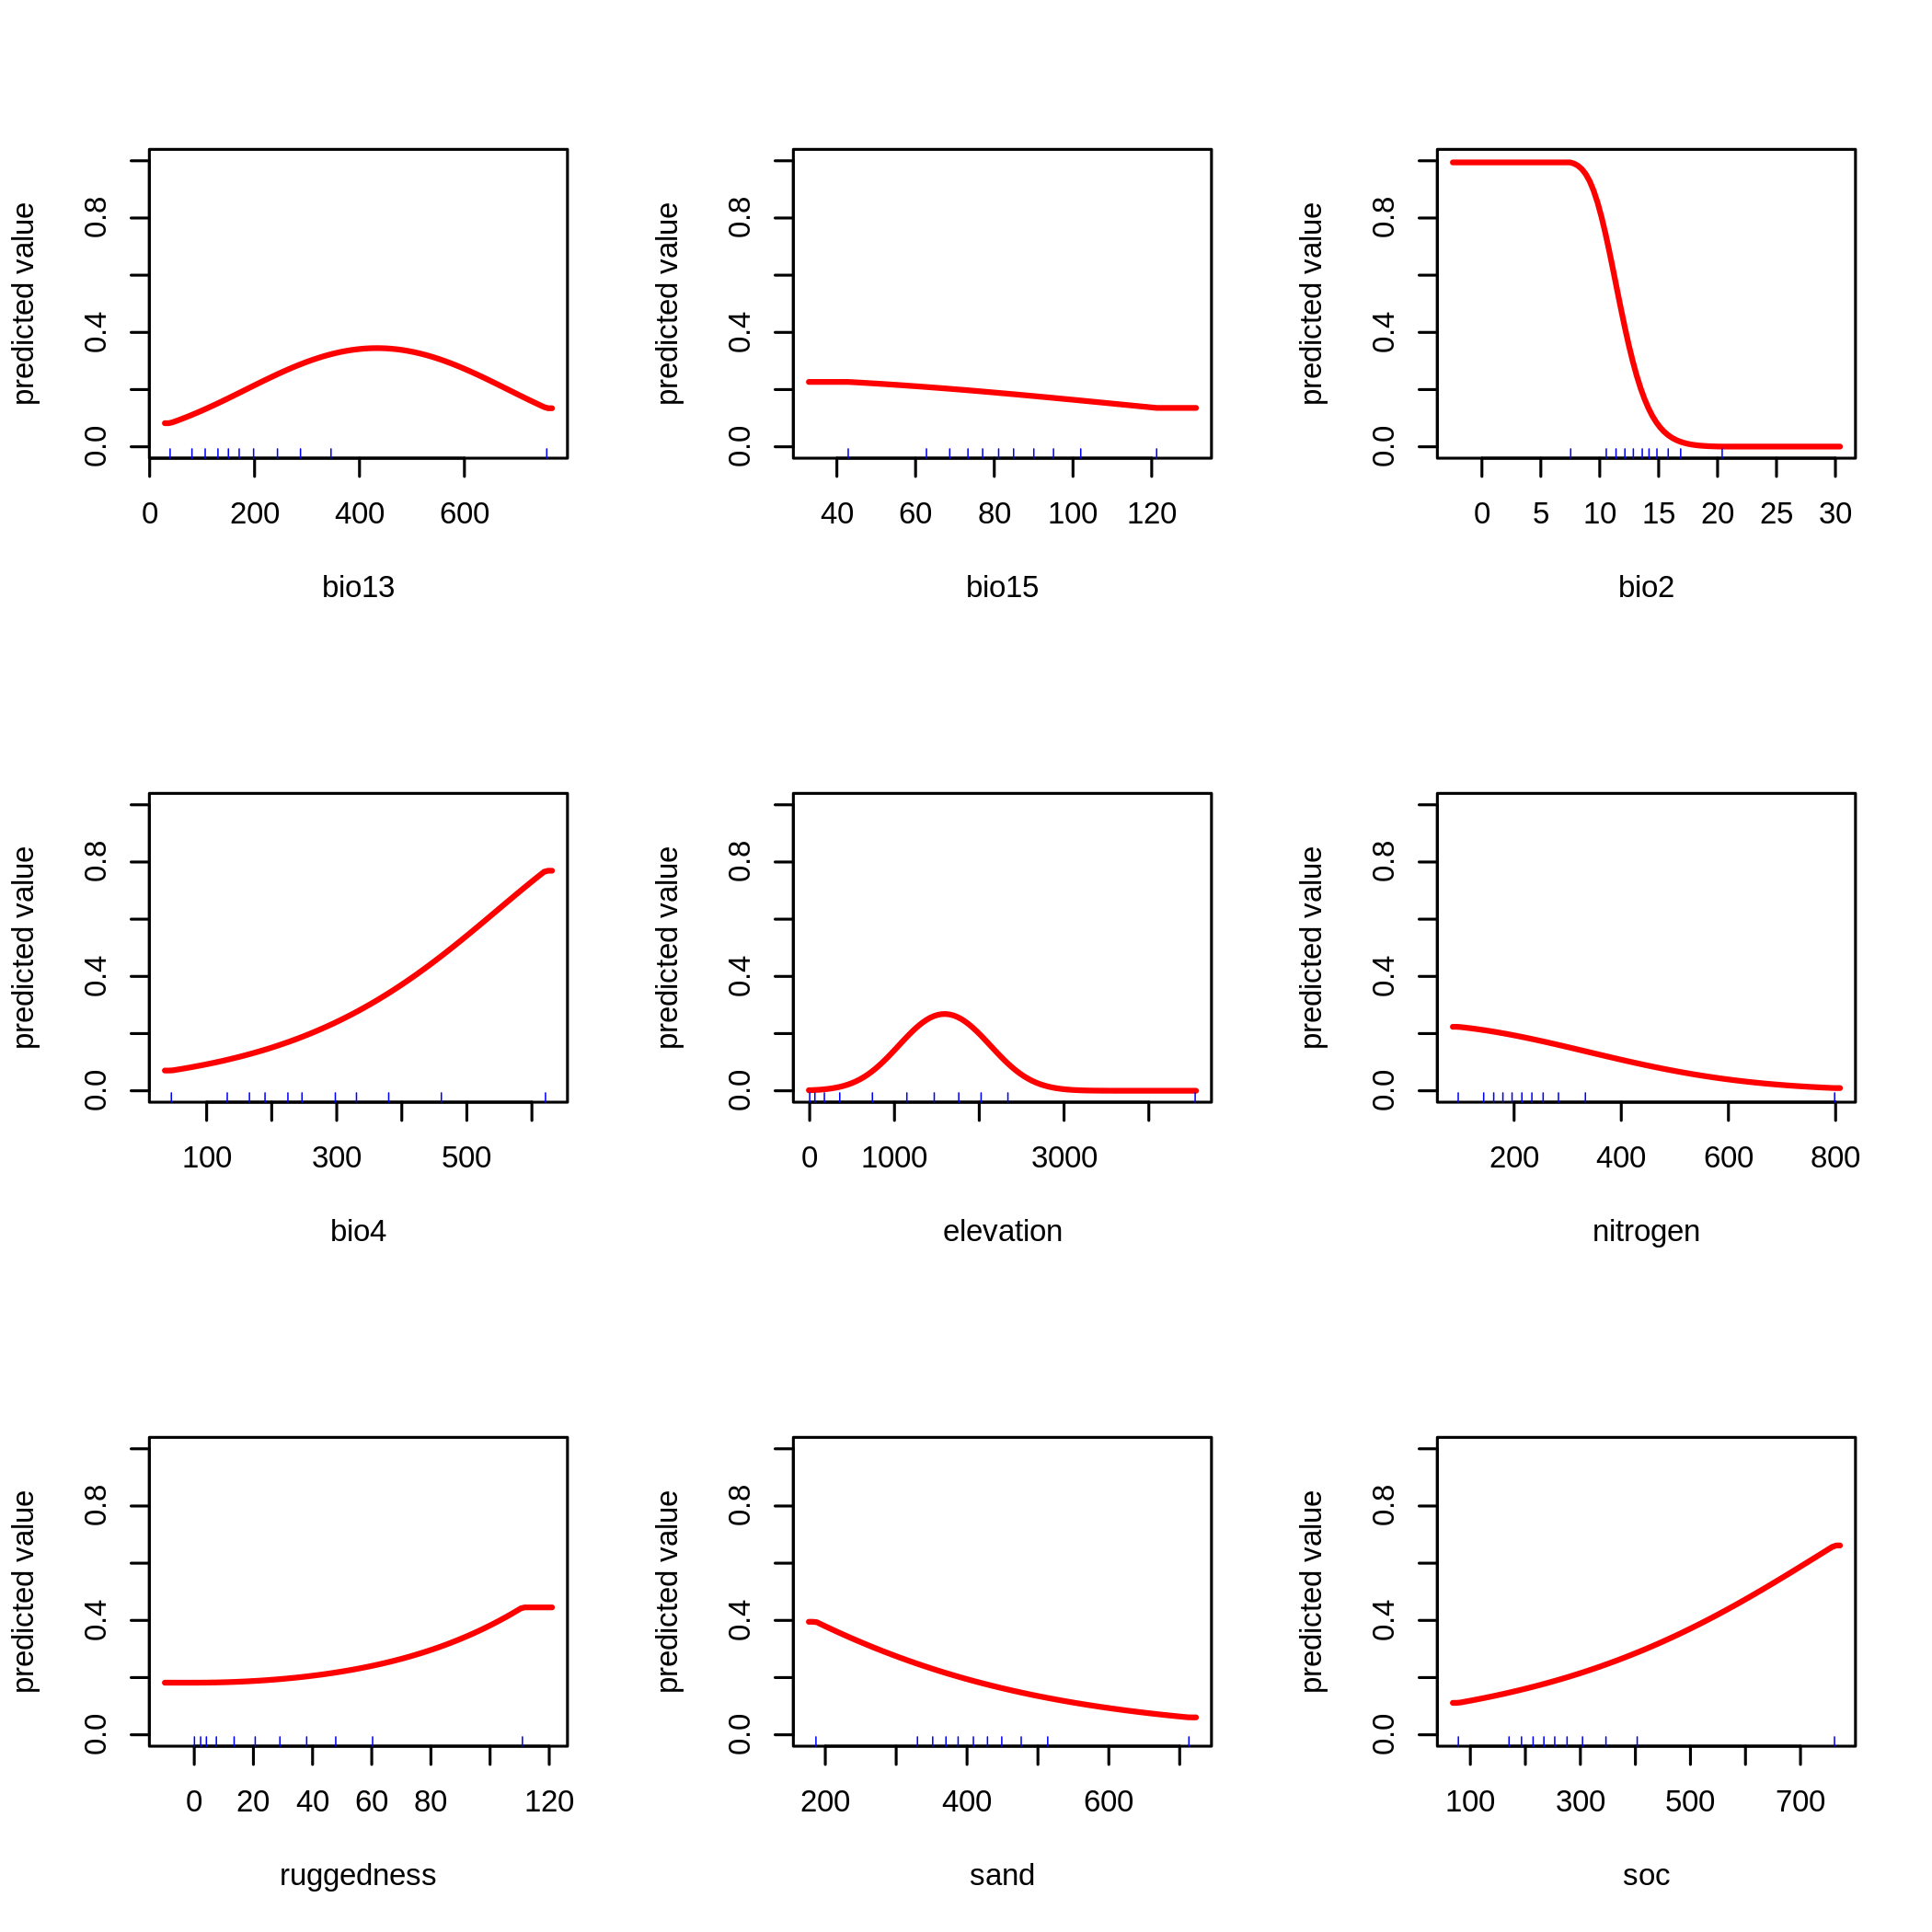 predicted value
0.0 0.4 0.8
0 200 400 600
bio13
predicted value
0.0 0.4 0.8
40 60 80 100 120
bio15
predicted value
0.0 0.4 0.8
0 5 10 15 20 25 30
bio2
predicted value
0.0 0.4 0.8
100 300 500
bio4
predicted value
0.0 0.4 0.8
0 1000 3000
elevation
predicted value
0.0 0.4 0.8
200 400 600 800
nitrogen
predicted value
0.0 0.4 0.8
0 20 40 60 80 120
ruggedness
predicted value
0.0 0.4 0.8
200 400 600
sand
predicted value
0.0 0.4 0.8
100 300 500 700
soc